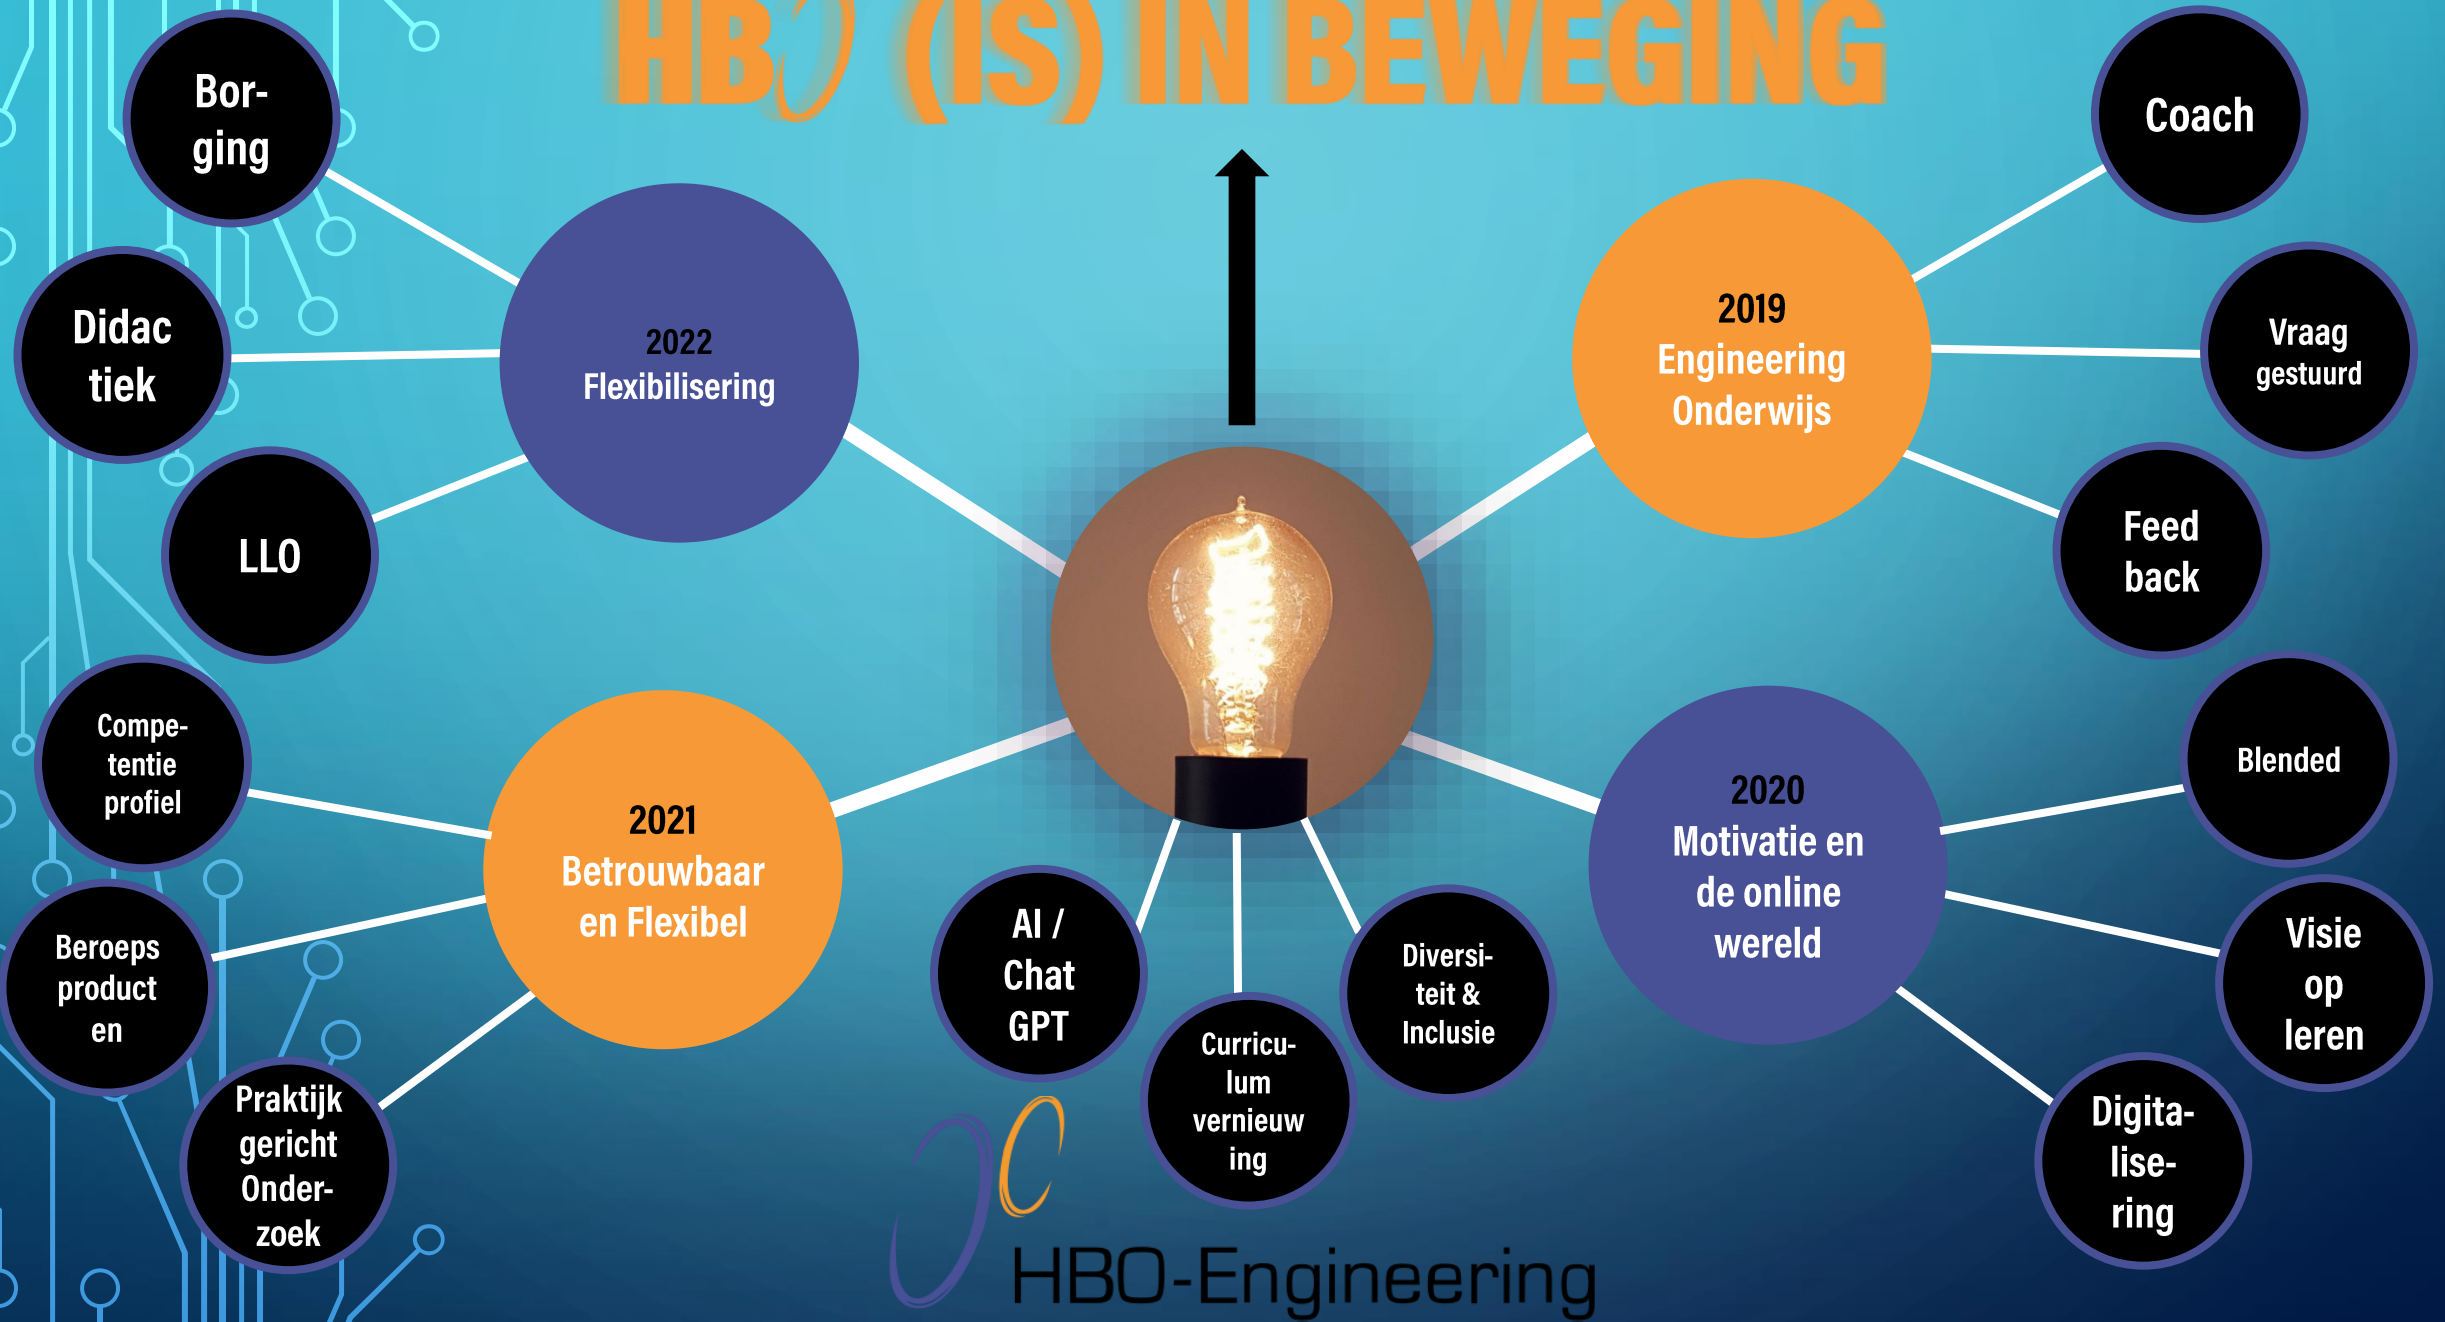 HBO (IS) IN BEWEGING
Bor-
ging
Didac
tiek
LLO
2022
Flexibilisering
2019
Engineering
Onderwijs
Coach
Vraag
gestuurd
Feed
back
Compe-
tentie
profiel
Beroeps
product
en
Praktijk
gericht
Onder-
zoek
2021
Betrouwbaar
en Flexibel
AI /
Chat
GPT
Curricu-
lum
vernieuw
ing
Diversi-
teit &
Inclusie
2020
Motivatie en
de online
wereld
Blended
Visie
op
leren
Digita-
lise-
ring
HBO-Engineering